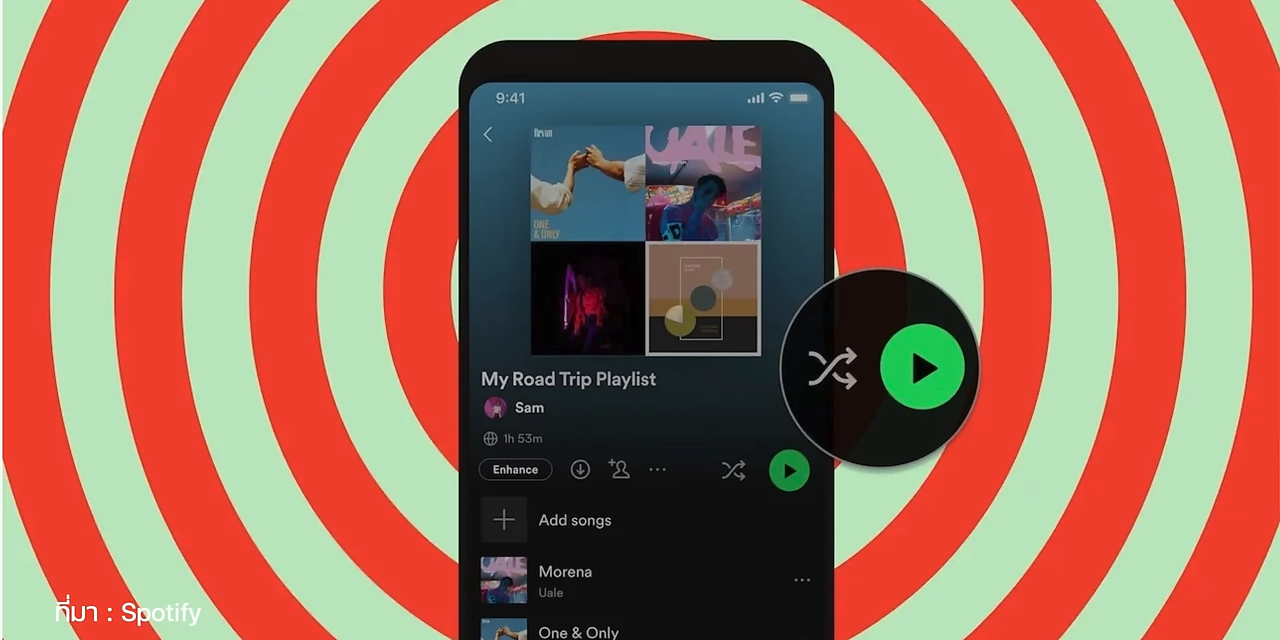 9:41
Bryan
UALE
ONE
& ONLY
My Road Trip Playlist
Sam
1h 53m
Enhance
Add songs
Morena
Uale
One & Only
ที่มา : Spotify